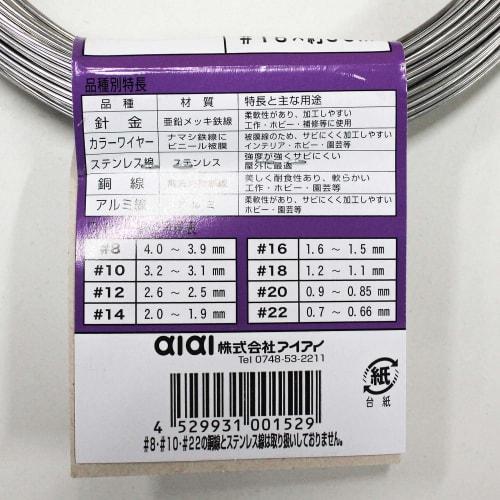 品種別特長
品種 材質 特長と主な用途
針金 亜鉛メッキ鉄線 柔軟性があり、加工しやすい
工作・ホビー・補修等に使用
カラーワイヤー ナマシ鉄線に
ビニール被膜 被膜線のため、サビにくく加工しやすい
インテリア・ホビー・園芸等
ステンレス線 ステンレス 強度が強くサビにくい
屋外に最適
銅線 美しく耐食性あり、軟らかい
工作・ホビー・園芸等
アルミ線 アルミ 柔軟性があり、サビにくく加工しやすい
ホビー・園芸等
#8 4.0 ～ 3.9 mm #16 1.6 ～ 1.5 mm
#10 3.2 ～ 3.1 mm #18 1.2 ～ 1.1 mm
#12 2.6 ～ 2.5 mm #20 0.9 ～ 0.85 mm
#14 2.0 ～ 1.9 mm #22 0.7 ～ 0.66 mm
aiai 株式会社アイアイ
Tel 0748-53-2211
紙
台紙
4 529931 001529
#8・#10・#22の銅線とステンレス線は取り扱いしておりません。